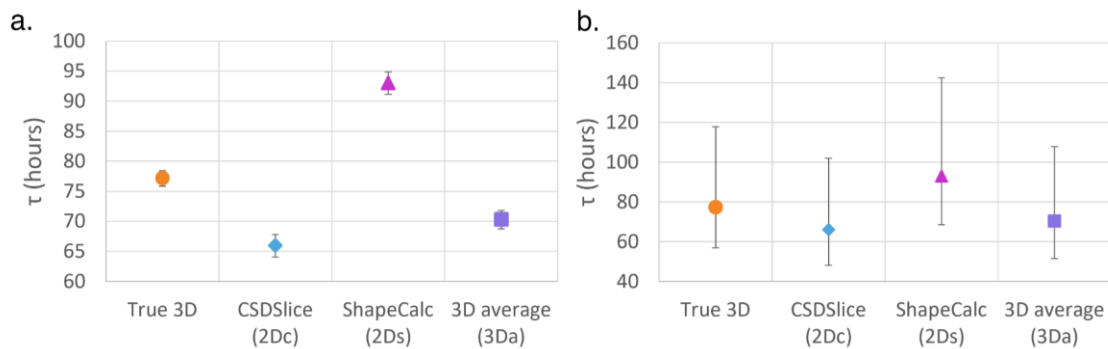 a.
τ (hours)
100
95
90
85
80
75
70
65
60
True 3D
CSDSlice
(2Dc)
ShapeCalc
(2Ds)
3D average
(3Da)
b.
τ (hours)
160
140
120
100
80
60
40
True 3D
CSDSlice
(2Dc)
ShapeCalc
(2Ds)
3D average
(3Da)